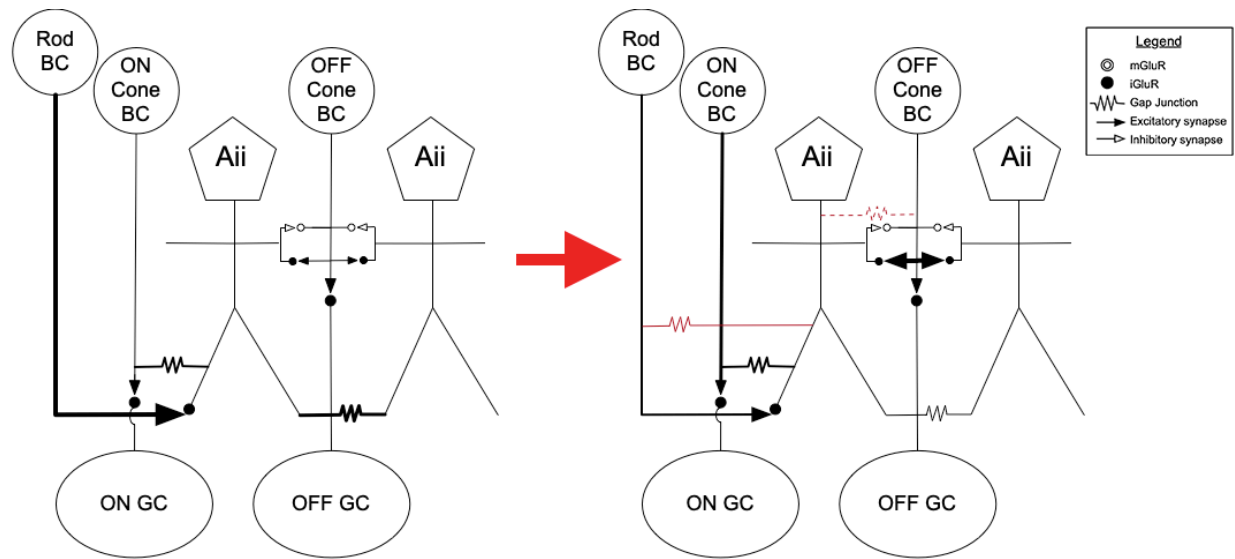 Rod
BC
ON
Cone
BC
OFF
Cone
BC
Aii
Aii
ON GC
OFF GC
Rod
BC
ON
Cone
BC
OFF
Cone
BC
Aii
Aii
ON GC
OFF GC
Legend
mGluR
iGluR
Gap Junction
Excitatory synapse
Inhibitory synapse